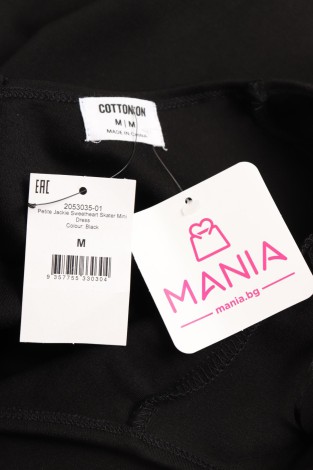 COTTON:ON
M | M
MADE IN CHINA
EAC
2053035-01
Petite Jackie Sweetheart Skater Mini
Dress
Colour: Black
M
9 357755 330304
MANIA
mania.bg